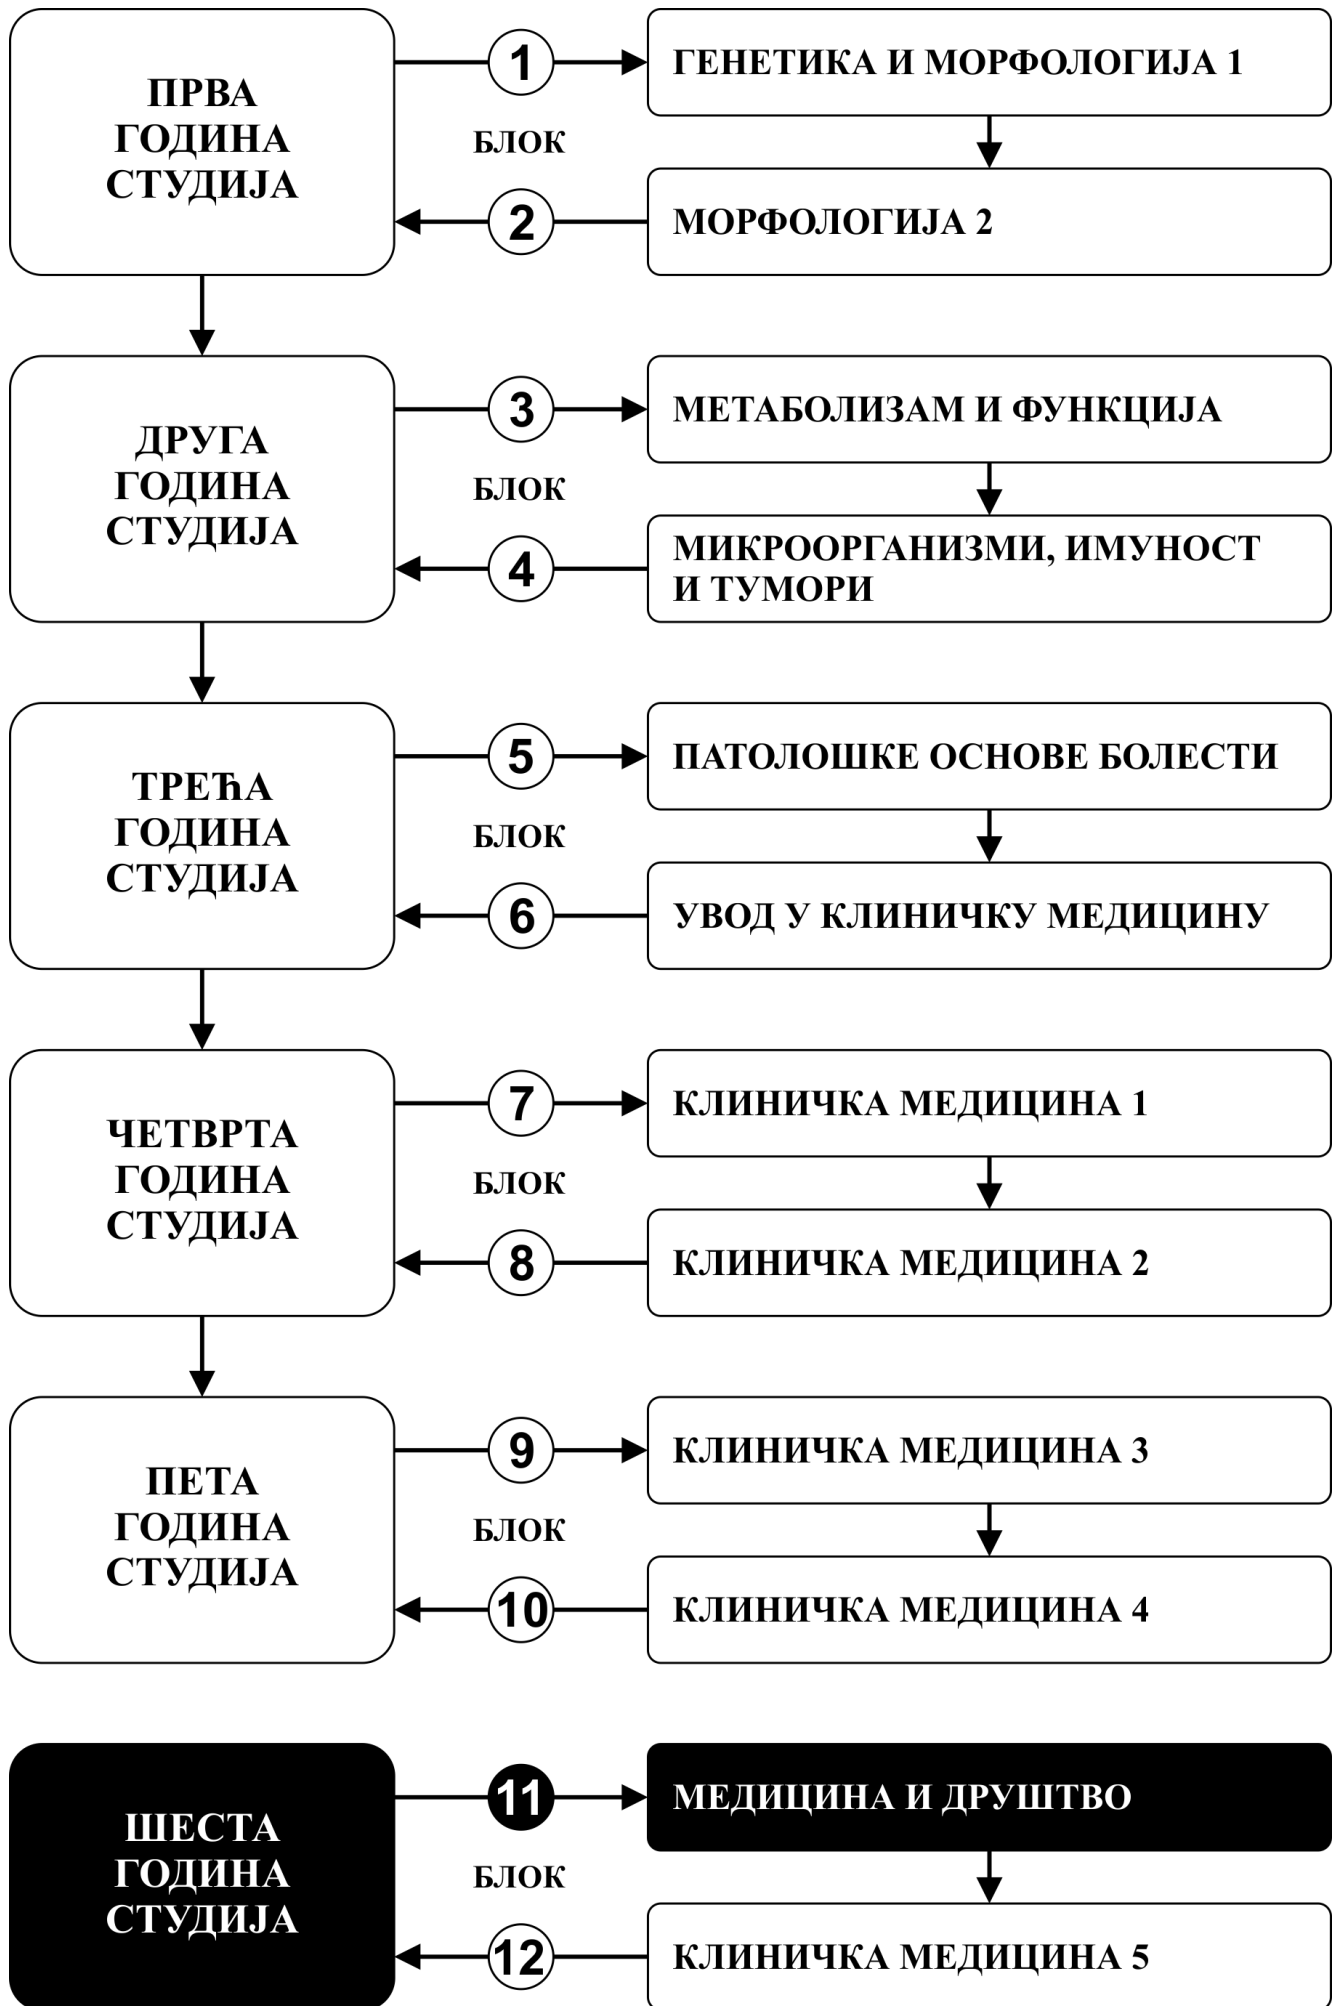 ПРВА
ГОДИНА
СТУДИЈА
1
БЛОК
2
ГЕНЕТИКА И МОРФОЛОГИЈА 1
МОРФОЛОГИЈА 2
ДРУГА
ГОДИНА
СТУДИЈА
3
БЛОК
4
МЕТАБОЛИЗАМ И ФУНКЦИЈА
МИКРООРГАНИЗМИ, ИМУНОСТ
И ТУМОРИ
ТРЕЋА
ГОДИНА
СТУДИЈА
5
БЛОК
6
ПАТОЛОШКЕ ОСНОВЕ БОЛЕСТИ
УВОД У КЛИНИЧКУ МЕДИЦИНУ
ЧЕТВРТА
ГОДИНА
СТУДИЈА
7
БЛОК
8
КЛИНИЧКА МЕДИЦИНА 1
КЛИНИЧКА МЕДИЦИНА 2
ПЕТА
ГОДИНА
СТУДИЈА
9
БЛОК
10
КЛИНИЧКА МЕДИЦИНА 3
КЛИНИЧКА МЕДИЦИНА 4
ШЕСТА
ГОДИНА
СТУДИЈА
11
БЛОК
12
МЕДИЦИНА И ДРУШТВО
КЛИНИЧКА МЕДИЦИНА 5